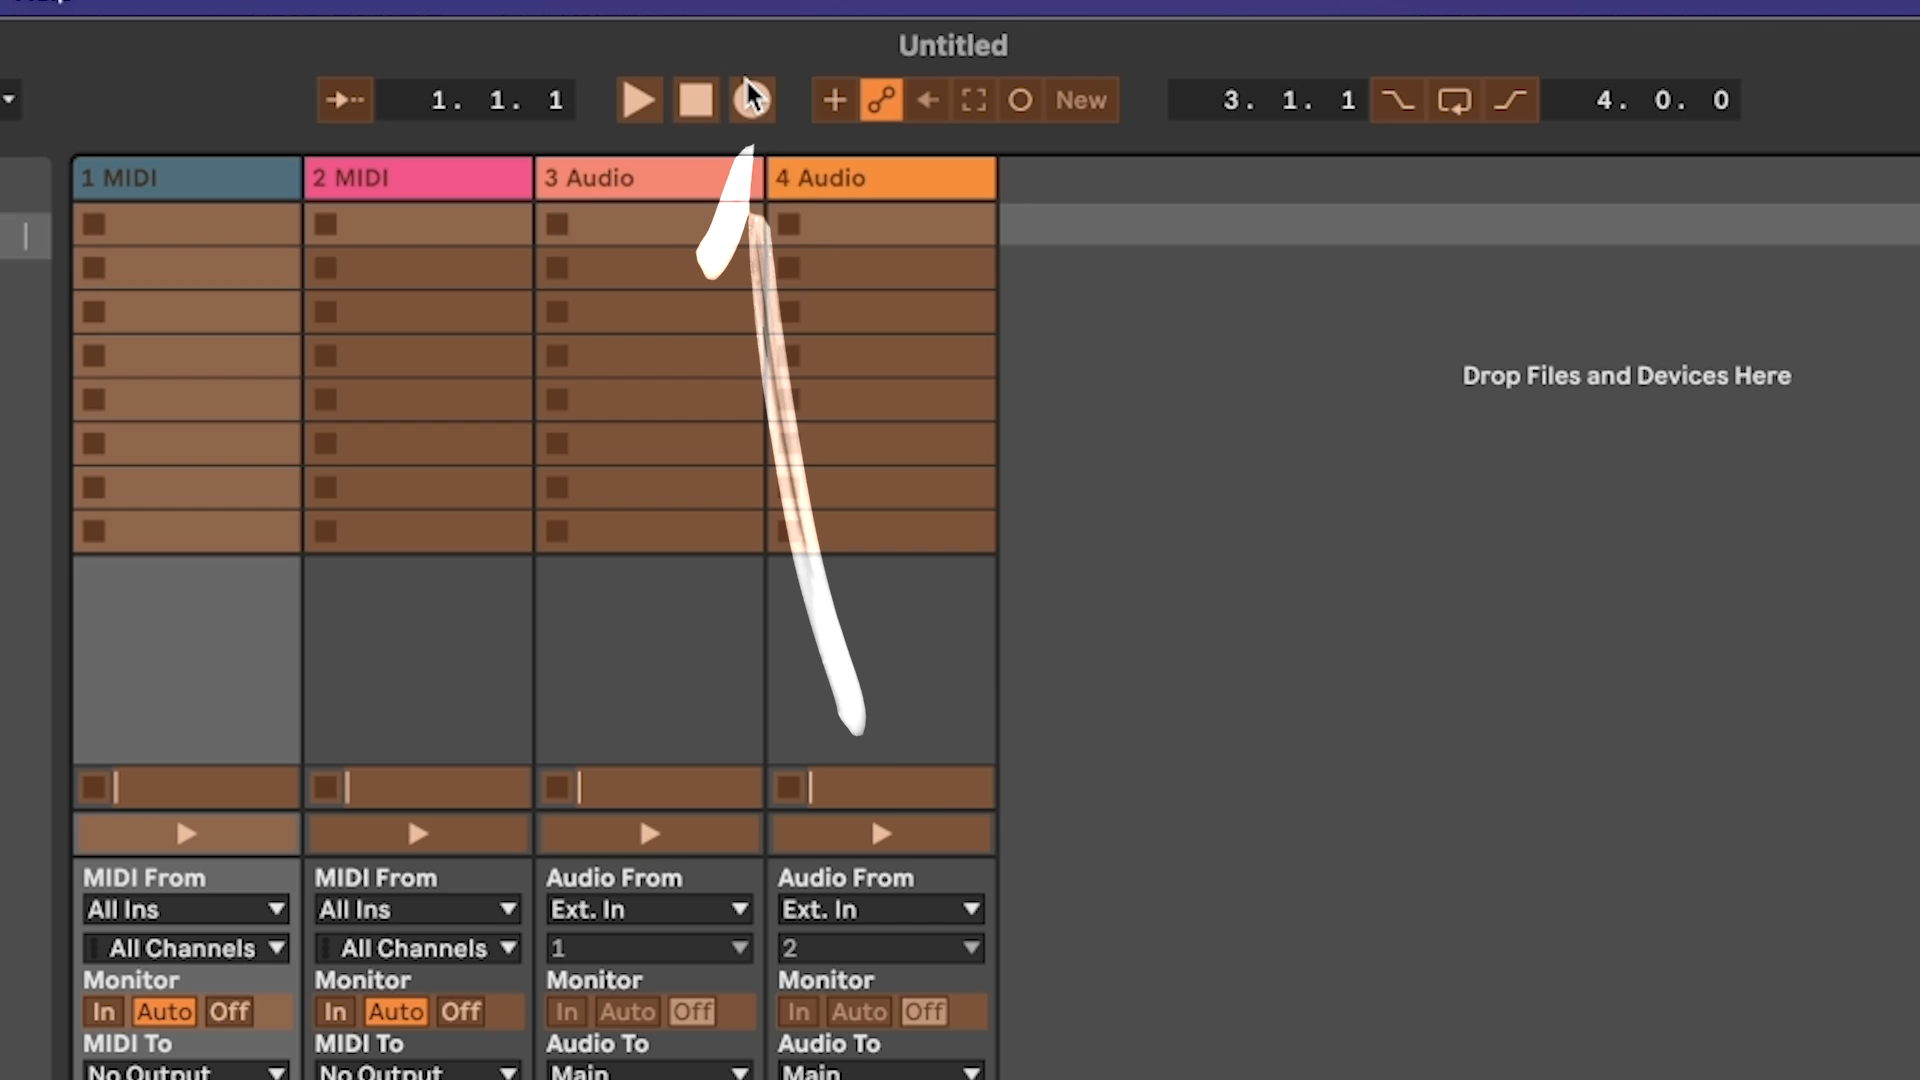 Untitled
1. 1. 1
New
3. 1. 1
4. 0. 0
1 MIDI
2 MIDI
3 Audio
4 Audio
Drop Files and Devices Here
MIDI From
MIDI From
Audio From
Audio From
All Ins
All Ins
Ext. In
Ext. In
All Channels
All Channels
1
2
Monitor
Monitor
Monitor
Monitor
In Auto Off
In Auto Off
In Auto Off
In Auto Off
MIDI To
MIDI To
Audio To
Audio To
No Output
No Output
Main
Main